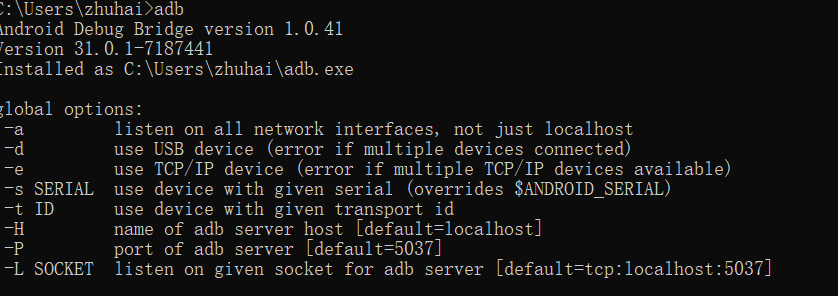 C:\Users\zhuhai>adb
Android Debug Bridge version 1.0.41
Version 31.0.1-7187441
Installed as C:\Users\zhuhai\adb.exe
global options:
-a listen on all network interfaces, not just localhost
-d use USB device (error if multiple devices connected)
-e use TCP/IP device (error if multiple TCP/IP devices available)
-s SERIAL use device with given serial (overrides $ANDROID_SERIAL)
-t ID use device with given transport id
-H name of adb server host [default=localhost]
-P port of adb server [default=5037]
-L SOCKET listen on given socket for adb server [default=tcp:localhost:5037]